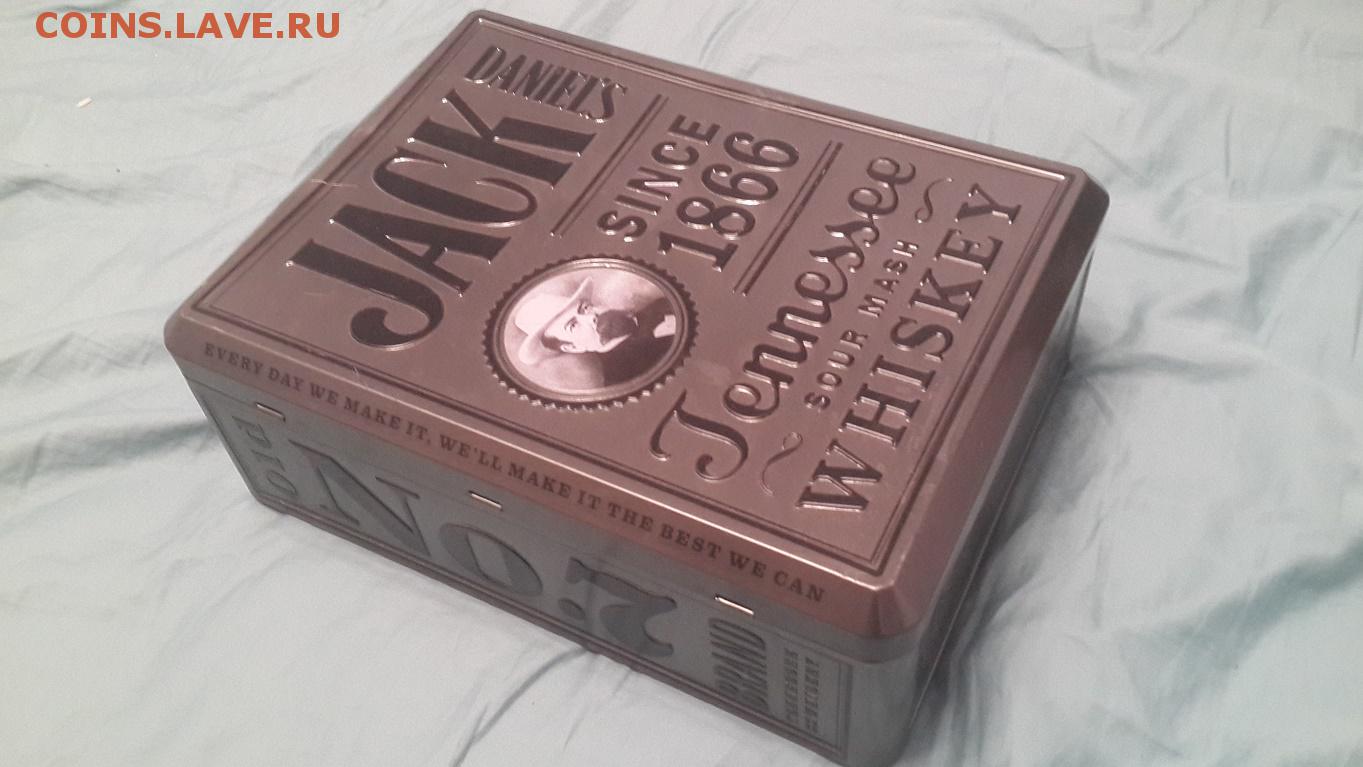 COINS.LAVE.RU
JACK
DANIEL'S
SINCE
1866
Tennessee
SOUR MASH
WHISKEY
EVERY DAY WE MAKE IT, WE'LL MAKE IT THE BEST WE CAN
OLD
NO. 7
BRAND
TENNESSEE